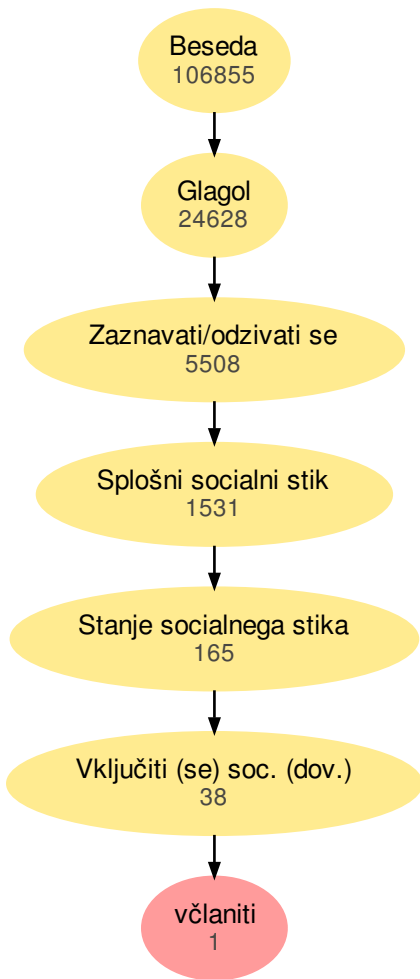 Beseda
106855
Glagol
24628
Zaznavati/odzivati se
5508
Splošni socialni stik
1531
Stanje socialnega stika
165
Vključiti (se) soc. (dov.)
38
včlaniti
1